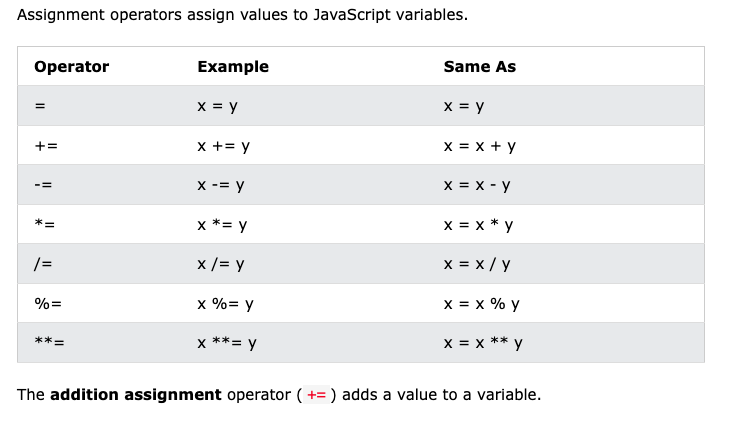 Assignment operators assign values to JavaScript variables.
Operator Example Same As
= x = y x = y
+= x += y x = x + y
-= x -= y x = x - y
*= x *= y x = x * y
/= x /= y x = x / y
%= x %= y x = x % y
**= x **= y x = x ** y
The addition assignment operator ( += ) adds a value to a variable.